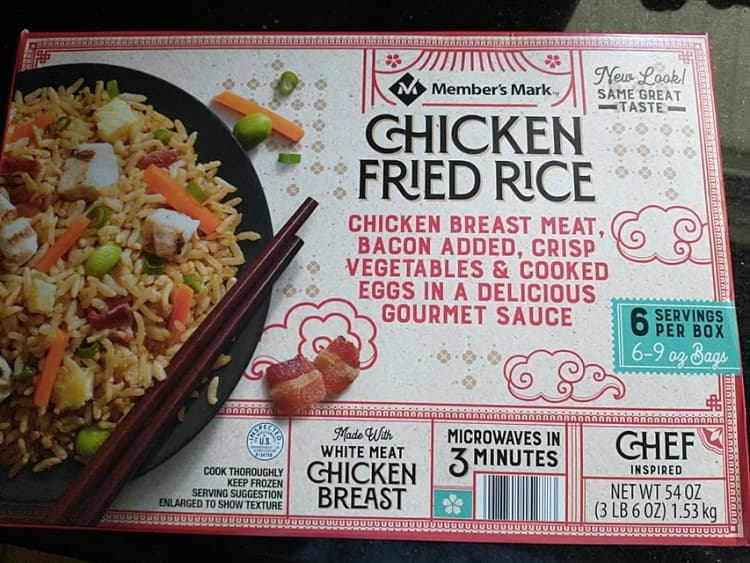 Member's Mark™
New Look!
SAME GREAT
TASTE
CHICKEN
FRIED RICE
CHICKEN BREAST MEAT,
BACON ADDED, CRISP
VEGETABLES & COOKED
EGGS IN A DELICIOUS
GOURMET SAUCE
6 SERVINGS
PER BOX
6-9 oz Bags
INSPECTED
U.S.
COOK THOROUGHLY
KEEP FROZEN
SERVING SUGGESTION
ENLARGED TO SHOW TEXTURE
Made With
WHITE MEAT
CHICKEN
BREAST
MICROWAVES IN
3 MINUTES
CHEF
INSPIRED
NET WT 54 OZ
(3 LB 6 OZ) 1.53 kg